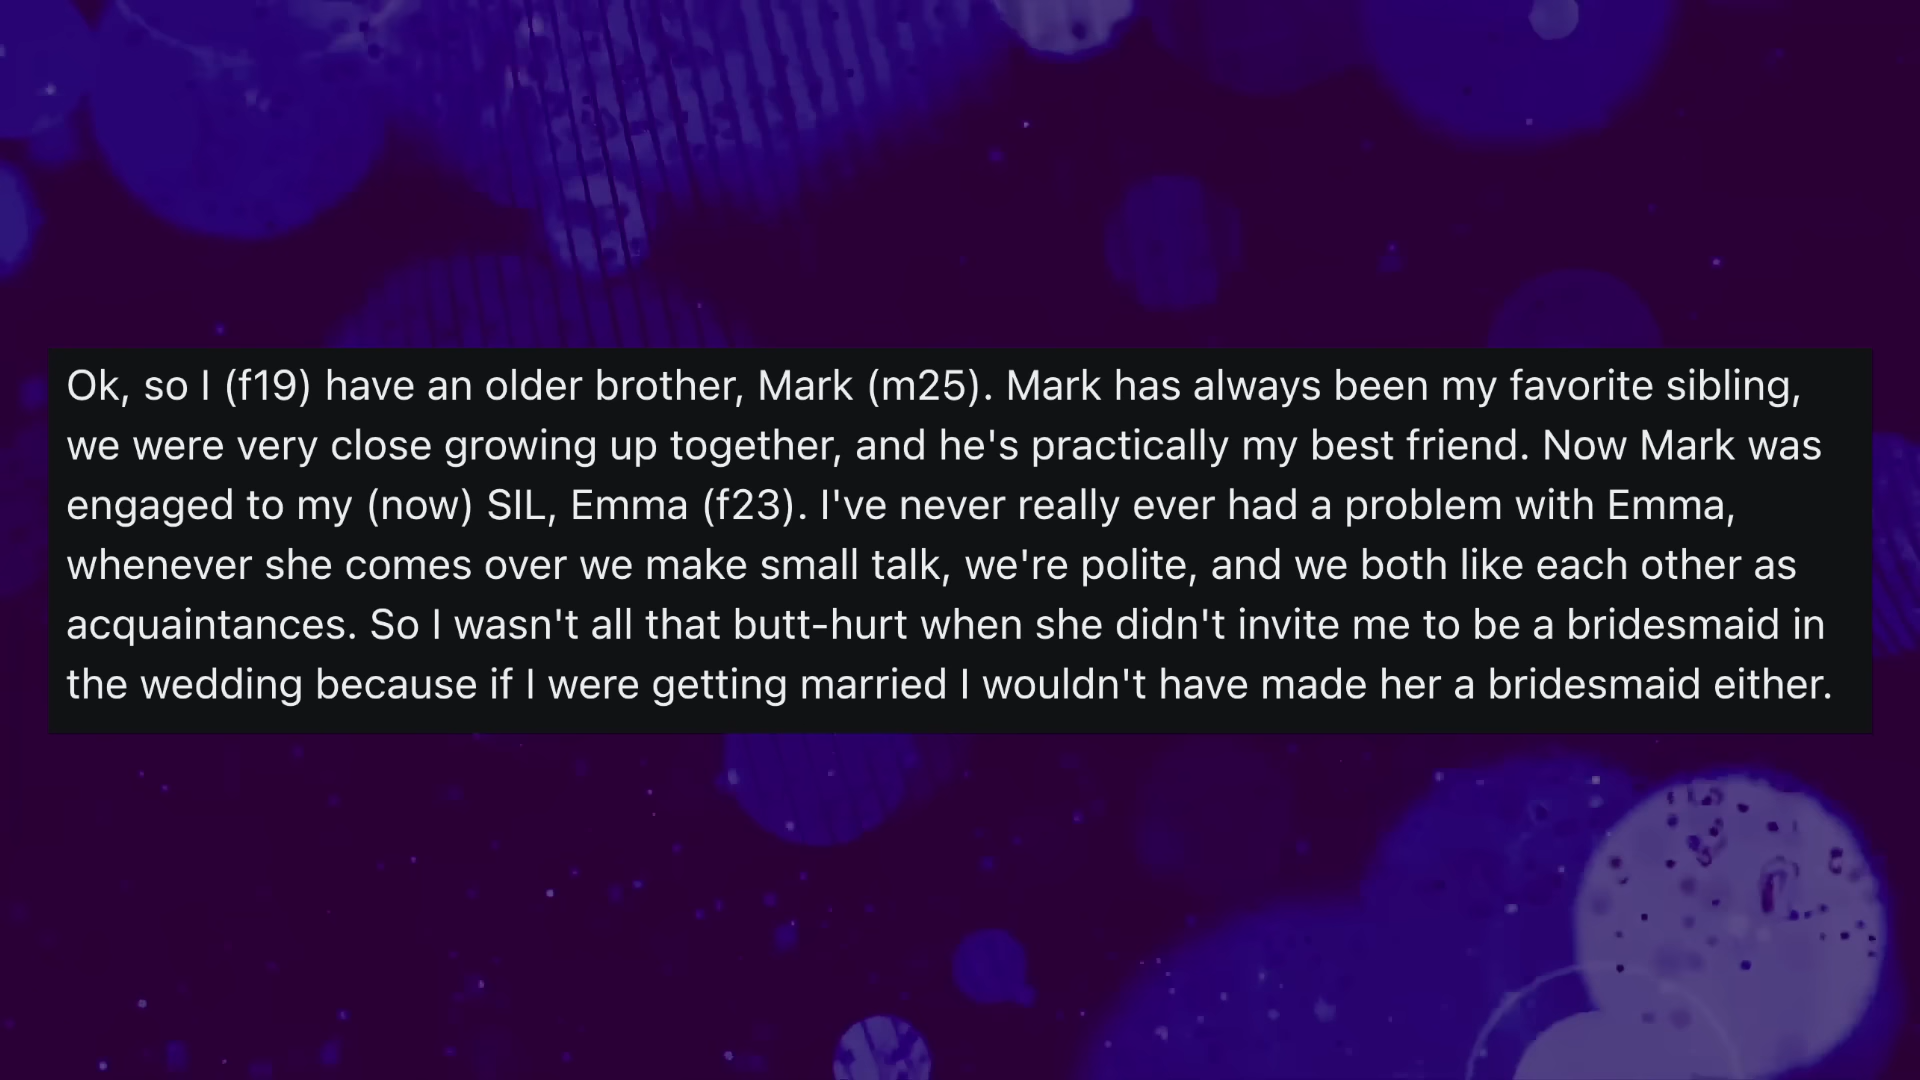 Ok, so I (f19) have an older brother, Mark (m25). Mark has always been my favorite sibling,
we were very close growing up together, and he's practically my best friend. Now Mark was
engaged to my (now) SIL, Emma (f23). I've never really ever had a problem with Emma,
whenever she comes over we make small talk, we're polite, and we both like each other as
acquaintances. So I wasn't all that butt-hurt when she didn't invite me to be a bridesmaid in
the wedding because if I were getting married I wouldn't have made her a bridesmaid either.